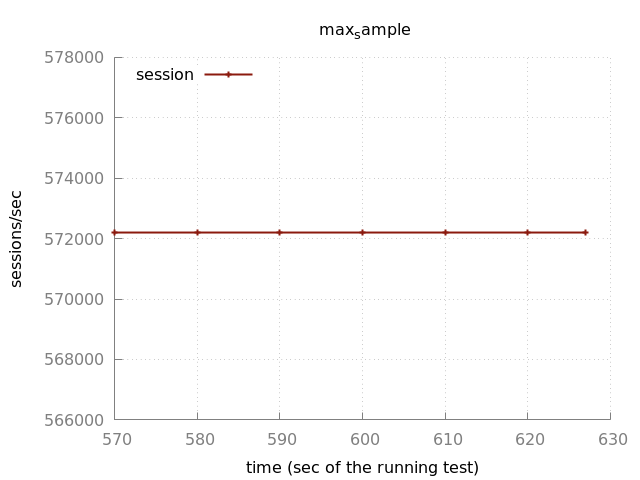 maxsample
578000
session
576000
574000
572000
570000
568000
566000
sessions/sec
570 580 590 600 610 620 630
time (sec of the running test)